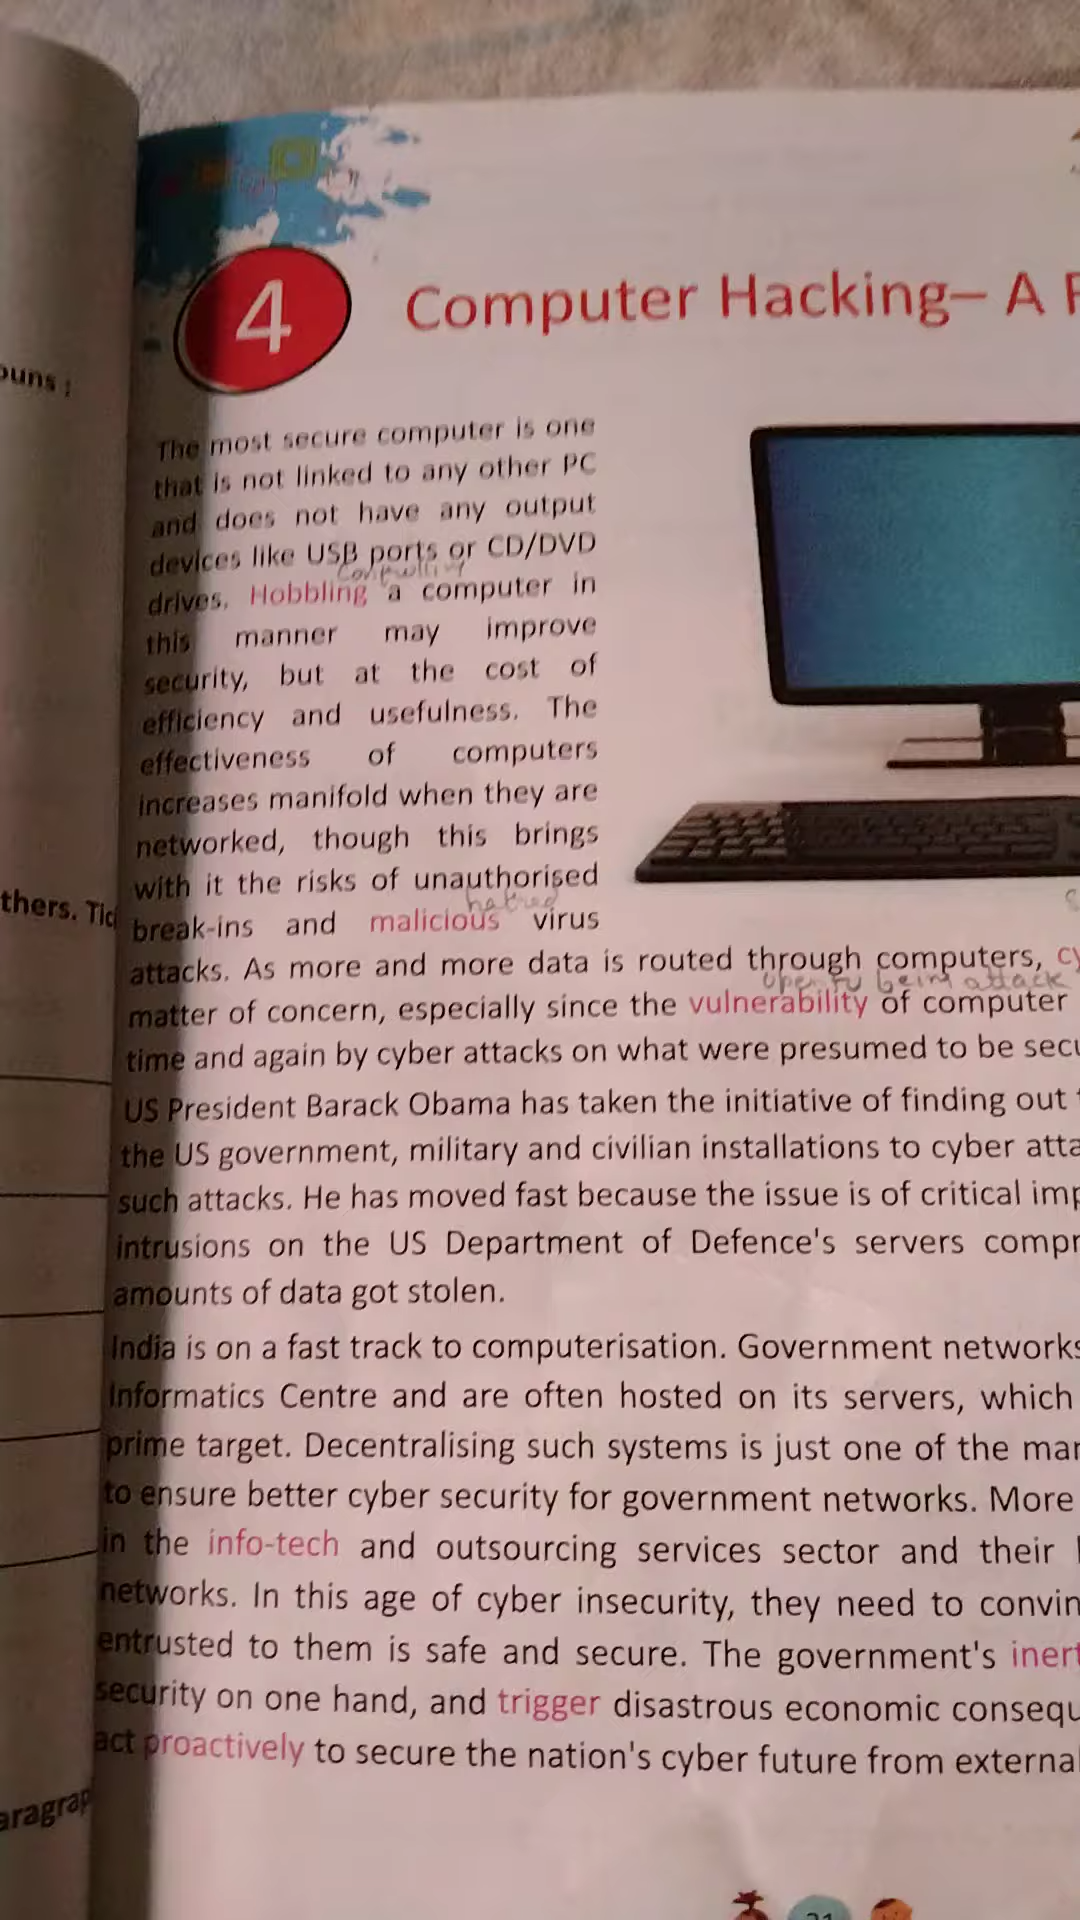 4
Computer Hacking– A
The most secure computer is one
that is not linked to any other PC
and does not have any output
devices like USB ports or CD/DVD
controlling
drives. Hobbling a computer in
this manner may improve
security, but at the cost of
efficiency and usefulness. The
effectiveness of computers
increases manifold when they are
networked, though this brings
with it the risks of unauthorised
hatred
break-ins and malicious virus
attacks. As more and more data is routed through computers, cy
open to being attack
matter of concern, especially since the vulnerability of computer
time and again by cyber attacks on what were presumed to be secu
US President Barack Obama has taken the initiative of finding out
the US government, military and civilian installations to cyber atta
such attacks. He has moved fast because the issue is of critical imp
intrusions on the US Department of Defence's servers compr
amounts of data got stolen.
India is on a fast track to computerisation. Government networks
Informatics Centre and are often hosted on its servers, which
prime target. Decentralising such systems is just one of the man
to ensure better cyber security for government networks. More
in the info-tech and outsourcing services sector and their
networks. In this age of cyber insecurity, they need to convin
entrusted to them is safe and secure. The government's inert
security on one hand, and trigger disastrous economic consequ
act proactively to secure the nation's cyber future from external
ouns :
thers. Tic
aragrap